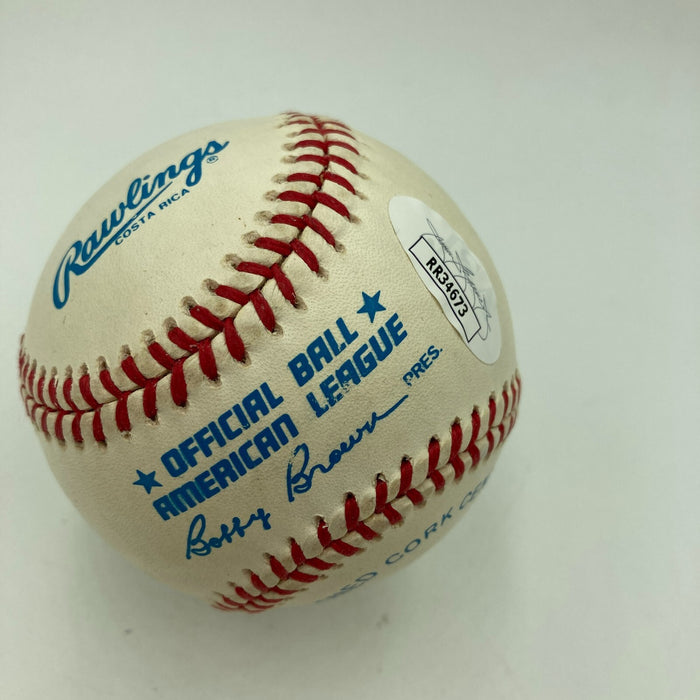 Rawlings®
COSTA RICA
★ OFFICIAL BALL ★
AMERICAN LEAGUE
Bobby Brown PRES.
RR34673
CORK